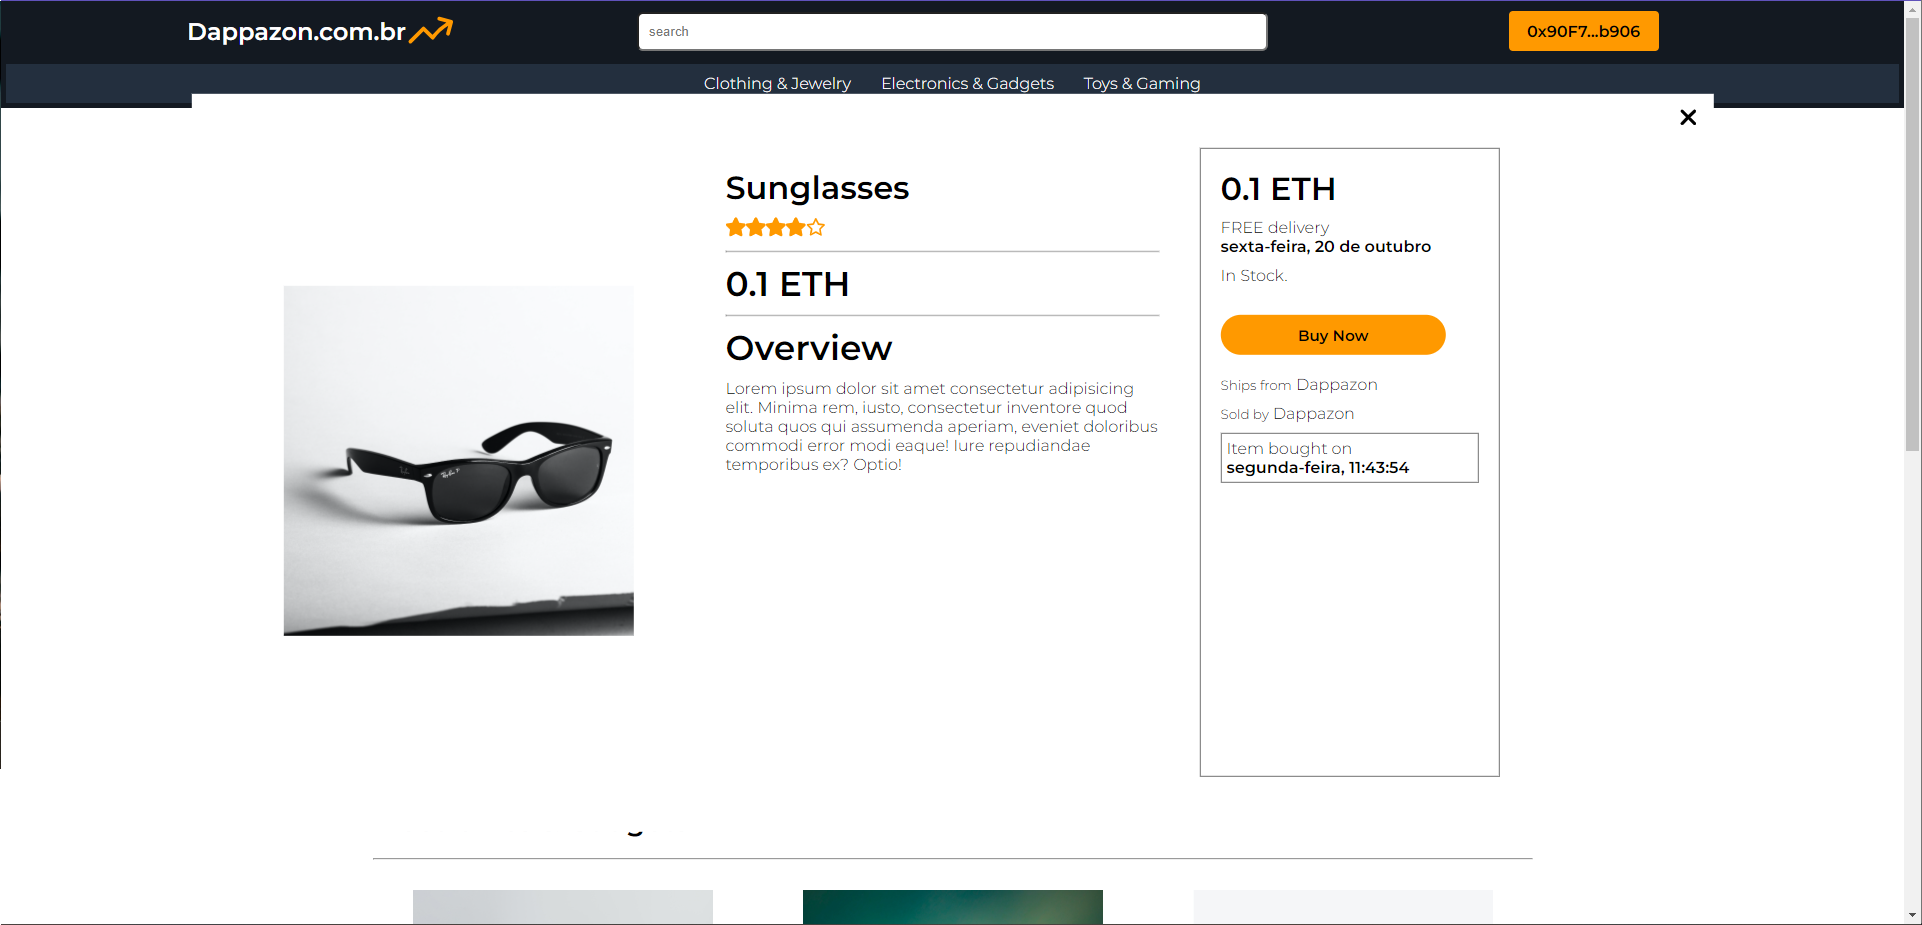 Dappazon.com.br
search
0x90F7...b906
Clothing & Jewelry
Electronics & Gadgets
Toys & Gaming
Sunglasses
0.1 ETH
Overview
Lorem ipsum dolor sit amet consectetur adipisicing
elit. Minima rem, iusto, consectetur inventore quod
soluta quos qui assumenda aperiam, eveniet doloribus
commodi error modi eaque! Iure repudiandae
temporibus ex? Optio!
0.1 ETH
FREE delivery
sexta-feira, 20 de outubro
In Stock.
Buy Now
Ships from Dappazon
Sold by Dappazon
Item bought on
segunda-feira, 11:43:54
Ray-Ban P